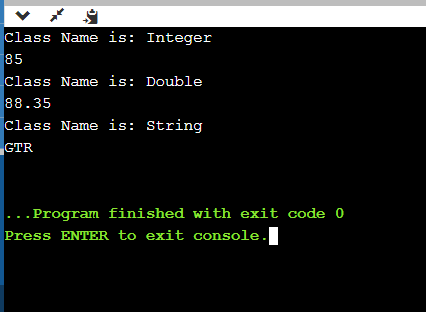 Class Name is: Integer
85
Class Name is: Double
88.35
Class Name is: String
GTR
...Program finished with exit code 0
Press ENTER to exit console.